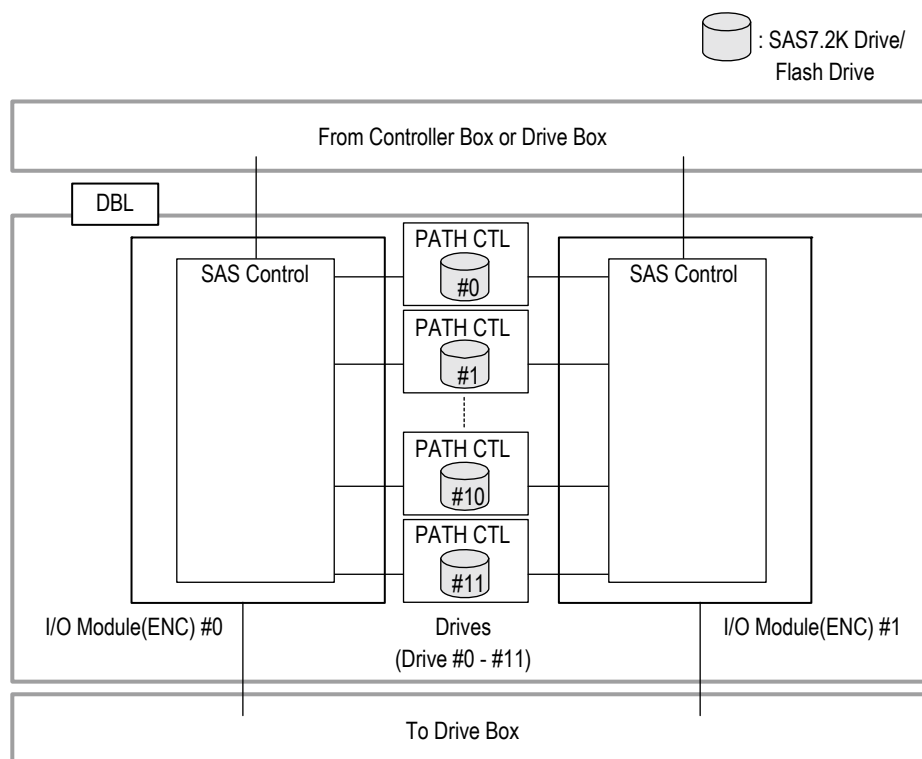 : SAS7.2K Drive/
Flash Drive
From Controller Box or Drive Box
DBL
SAS Control
PATH CTL
#0
SAS Control
PATH CTL
#1
PATH CTL
#10
PATH CTL
#11
I/O Module(ENC) #0
Drives
(Drive #0 - #11)
I/O Module(ENC) #1
To Drive Box